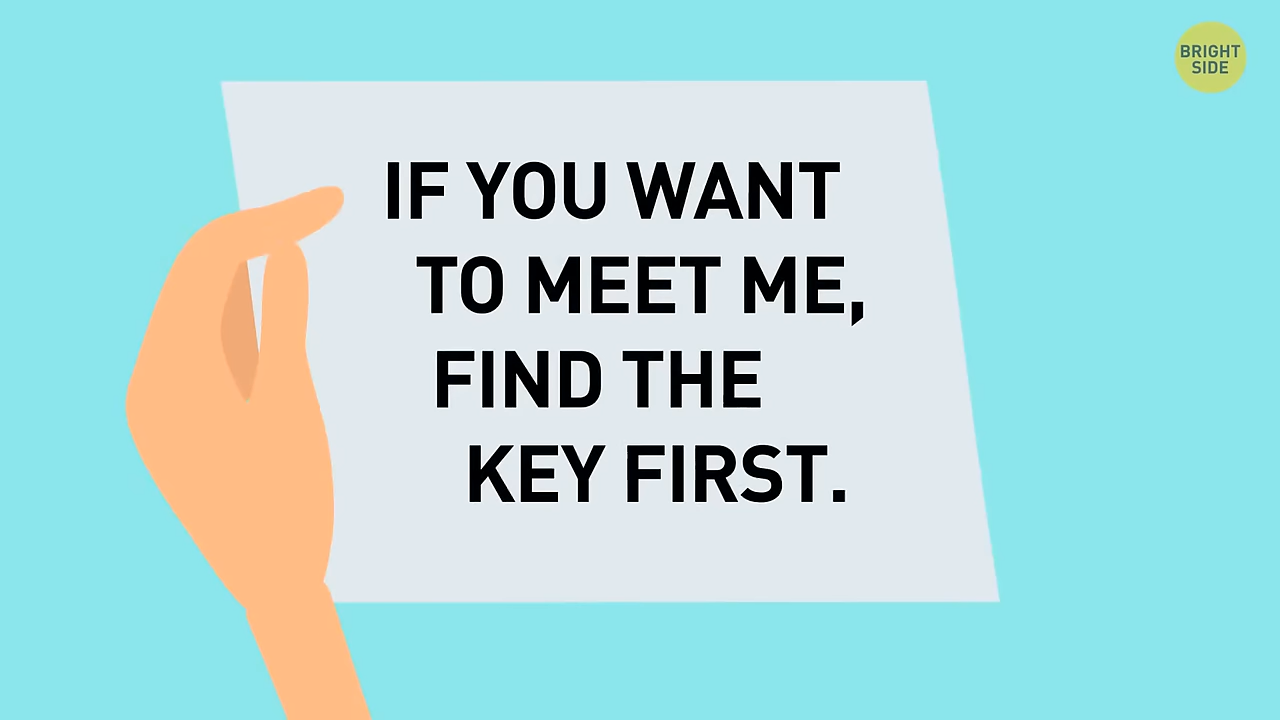 BRIGHT
SIDE
IF YOU WANT
TO MEET ME,
FIND THE
KEY FIRST.